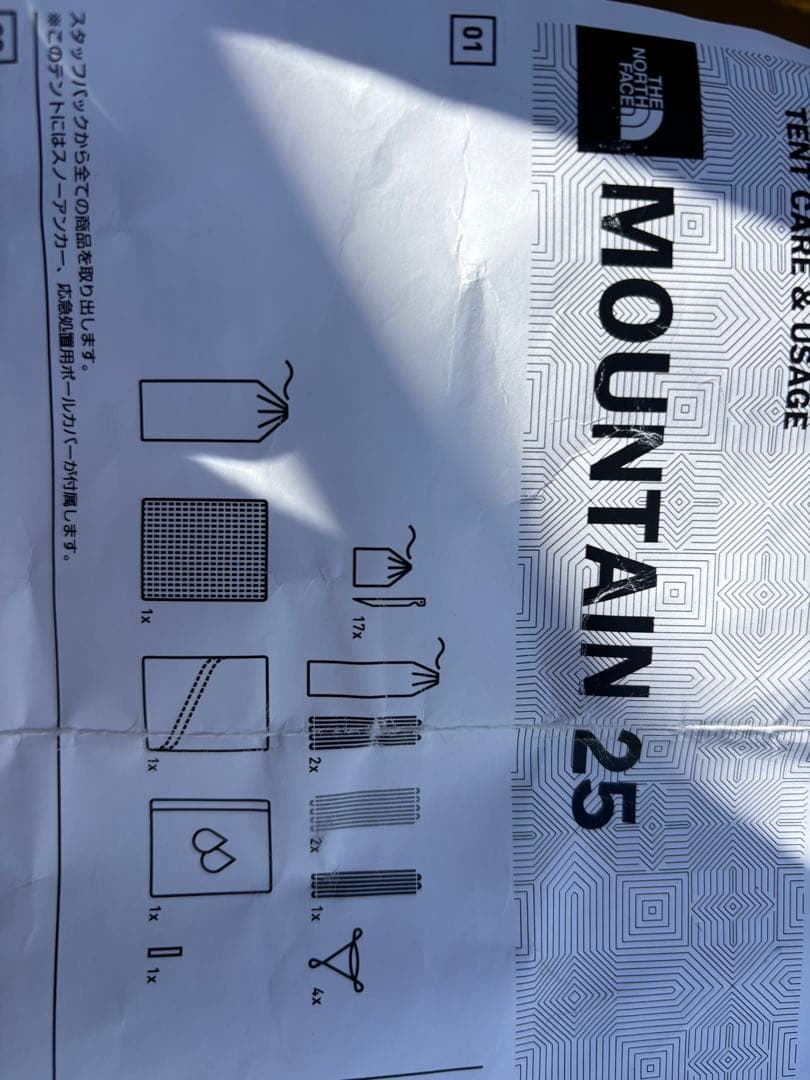 TENT CARE & USAGE
THE
NORTH
FACE
MOUNTAIN 25
01
17x
2x
2x
1x
4x
1x
1x
1x
1x
スタッフバックから全ての商品を取り出します。
※このテントにはスノーアンカー、応急処置用ポールカバーが付属します。